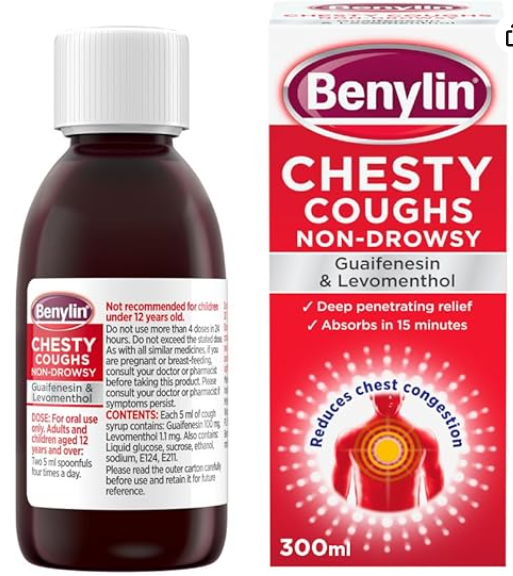 Benylin
CHESTY
COUGHS
NON-DROWSY
Guaifenesin &
Levomenthol
DOSE: For oral use
only. Adults and
children aged 12
years and over:
Two 5 ml spoonfuls
four times a day.
Not recommended for children
under 12 years old.
Do not use more than 4 doses in 24
hours. Do not exceed the stated dose.
As with all similar medicines, if you
are pregnant or breast-feeding,
consult your doctor or pharmacist
before taking this product. Please
consult your doctor or pharmacist if
symptoms persist.
CONTENTS: Each 5 ml of cough
syrup contains: Guaifenesin 100 mg,
Levomenthol 1.1 mg. Also contains:
Liquid glucose, sucrose, ethanol,
sodium, E124, E211.
Please read the outer carton carefully
before use and retain it for future
reference.
Benylin®
CHESTY
COUGHS
NON-DROWSY
Guaifenesin
& Levomenthol
✓ Deep penetrating relief
✓ Absorbs in 15 minutes
Reduces chest congestion
300ml